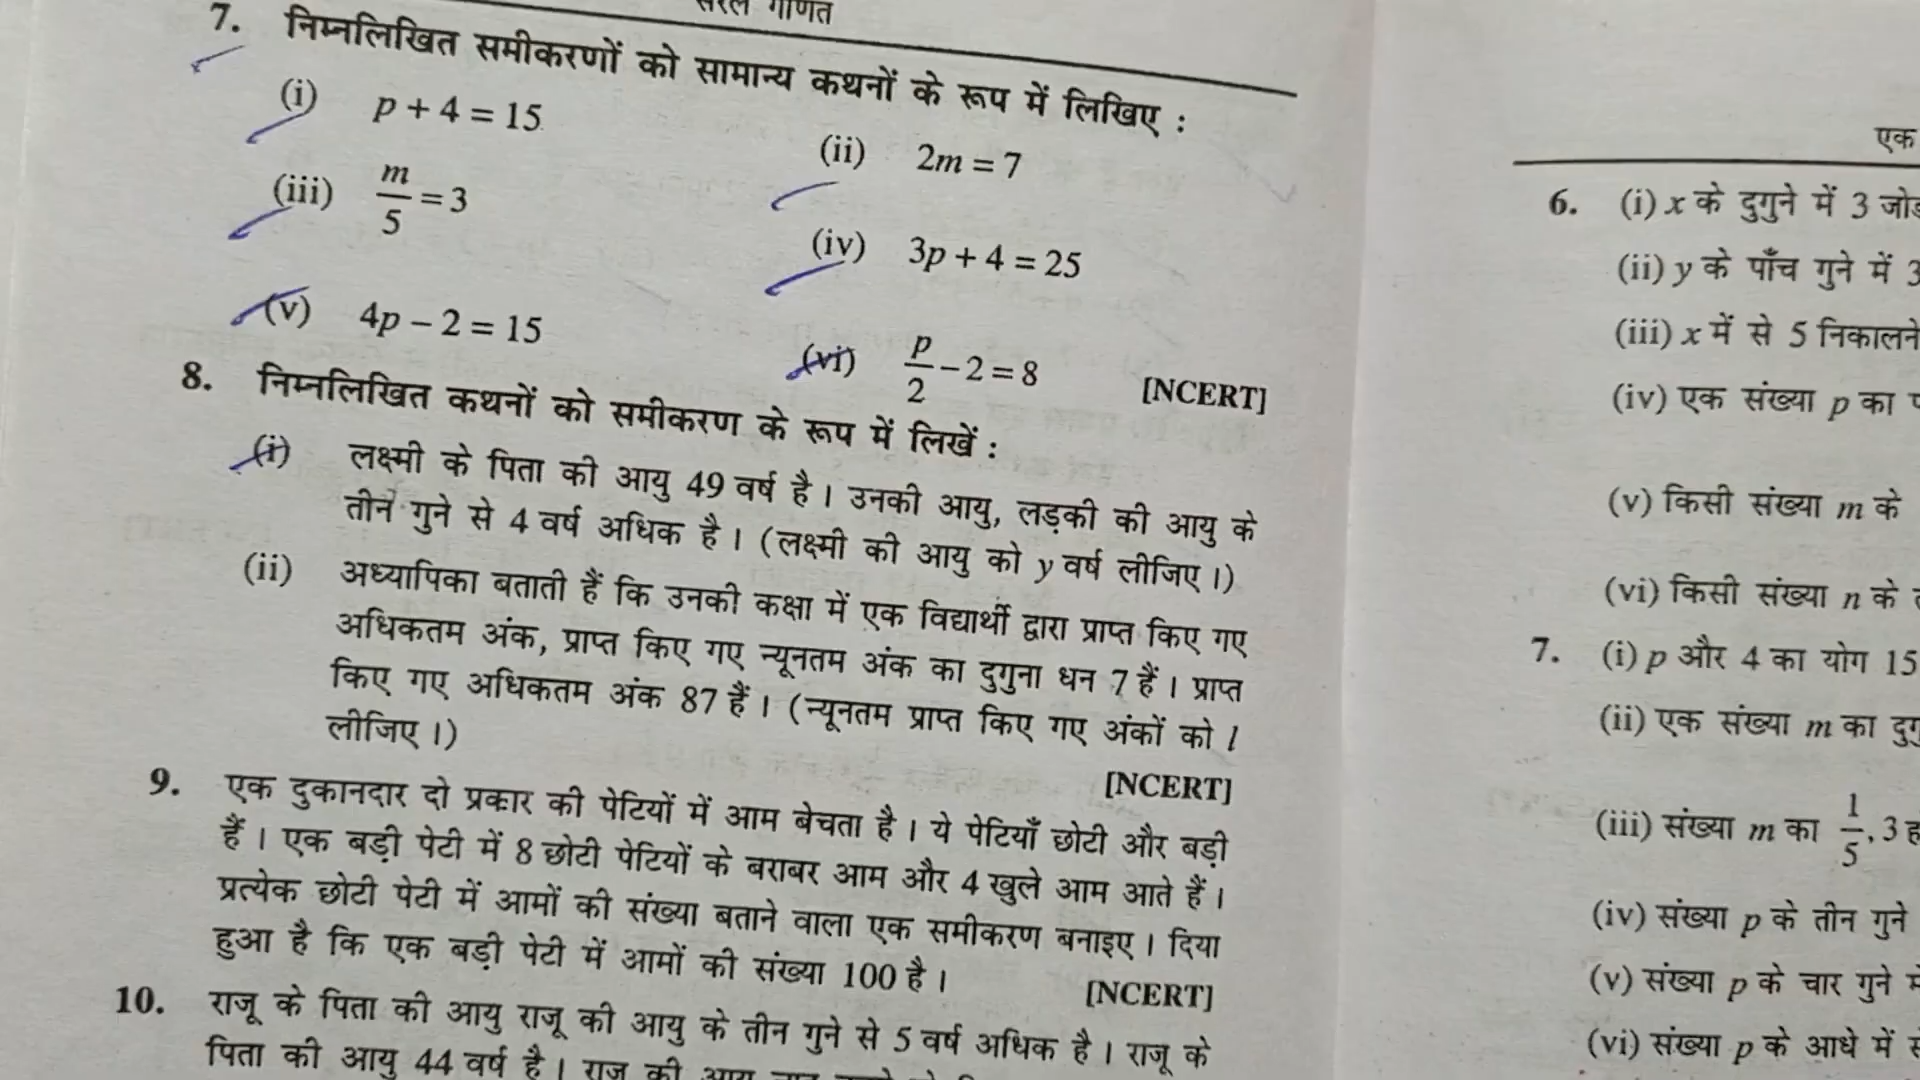 सरल गणित
7. निम्नलिखित समीकरणों को सामान्य कथनों के रूप में लिखिए :
(i) p + 4 = 15
(ii) 2m = 7
(iii) m/5 = 3
(iv) 3p + 4 = 25
(v) 4p – 2 = 15
(vi) p/2 – 2 = 8 [NCERT]
8. निम्नलिखित कथनों को समीकरण के रूप में लिखें :
(i) लक्ष्मी के पिता की आयु 49 वर्ष है। उनकी आयु, लड़की की आयु के
तीन गुने से 4 वर्ष अधिक है। (लक्ष्मी की आयु को y वर्ष लीजिए।)
(ii) अध्यापिका बताती हैं कि उनकी कक्षा में एक विद्यार्थी द्वारा प्राप्त किए गए
अधिकतम अंक, प्राप्त किए गए न्यूनतम अंक का दुगुना धन 7 हैं। प्राप्त
किए गए अधिकतम अंक 87 हैं। (न्यूनतम प्राप्त किए गए अंकों को l
लीजिए।)
[NCERT]
9. एक दुकानदार दो प्रकार की पेटियों में आम बेचता है। ये पेटियाँ छोटी और बड़ी
हैं। एक बड़ी पेटी में 8 छोटी पेटियों के बराबर आम और 4 खुले आम आते हैं।
प्रत्येक छोटी पेटी में आमों की संख्या बताने वाला एक समीकरण बनाइए। दिया
हुआ है कि एक बड़ी पेटी में आमों की संख्या 100 है।
[NCERT]
10. राजू के पिता की आयु राजू की आयु के तीन गुने से 5 वर्ष अधिक है। राजू के
पिता की आयु 44 वर्ष है। राजू की आयु
एक
6. (i) x के दुगुने में 3
(ii) y के पाँच गुने में 3
(iii) x में से 5 निकालने
(iv) एक संख्या p का
(v) किसी संख्या m के
(vi) किसी संख्या n के
7. (i) p और 4 का योग 15
(ii) एक संख्या m का
(iii) संख्या m का 1/5, 3
(iv) संख्या p के तीन गुने
(v) संख्या p के चार गुने
(vi) संख्या p के आधे में